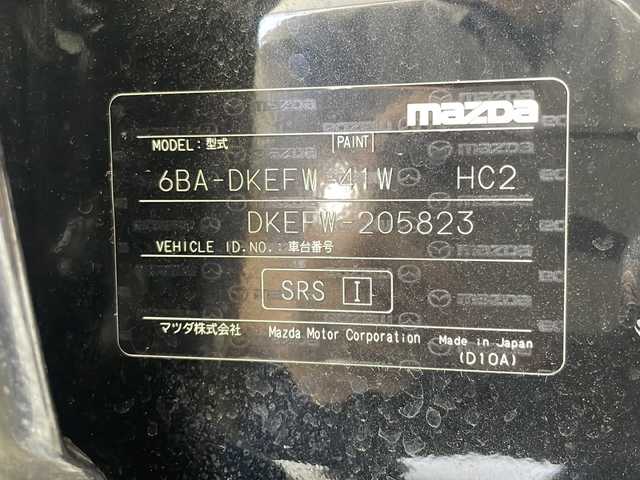 mazda
MODEL:型式 PAINT
6BA-DKEFW-41W HC2
DKEFW-205823
VEHICLE ID.NO.:車台番号
SRS I
マツダ株式会社 Mazda Motor Corporation Made in Japan
(D10A)